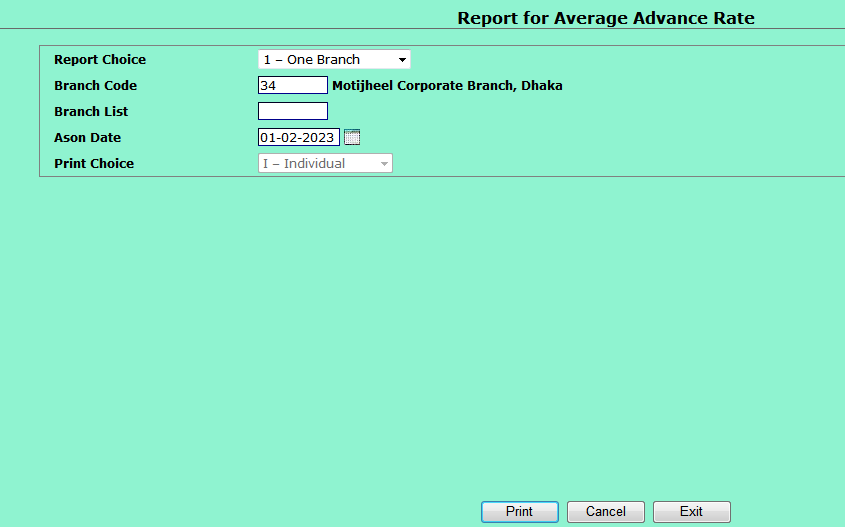 Report for Average Advance Rate
Report Choice 1 – One Branch
Branch Code 34 Motijheel Corporate Branch, Dhaka
Branch List
Ason Date 01-02-2023
Print Choice I – Individual
Print Cancel Exit